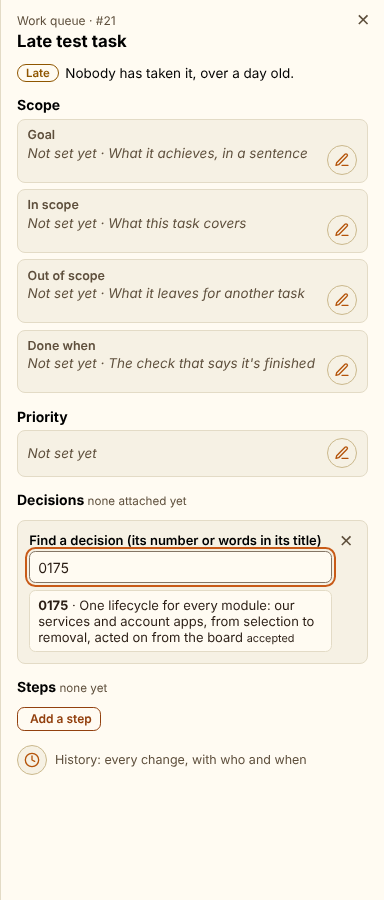 Work queue · #21
Late test task
Late Nobody has taken it, over a day old.
Scope
Goal
Not set yet · What it achieves, in a sentence
In scope
Not set yet · What this task covers
Out of scope
Not set yet · What it leaves for another task
Done when
Not set yet · The check that says it's finished
Priority
Not set yet
Decisions none attached yet
Find a decision (its number or words in its title)
0175
0175 · One lifecycle for every module: our
services and account apps, from selection to
removal, acted on from the board accepted
Steps none yet
Add a step
History: every change, with who and when